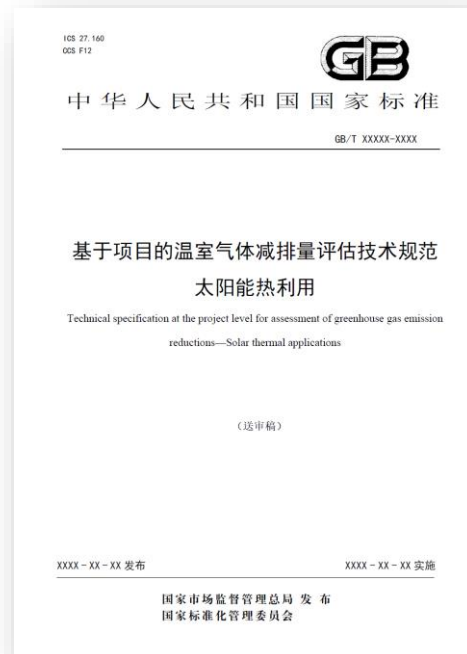 ICS 27.160
CCS F12
GB
中华人民共和国国家标准
GB/T XXXXX-XXXX
基于项目的温室气体减排量评估技术规范
太阳能热利用
Technical specification at the project level for assessment of greenhouse gas emission
reductions—Solar thermal applications
（送审稿）
XXXX-XX-XX 发布
XXXX-XX-XX 实施
国家市场监督管理总局 发 布
国家标准化管理委员会